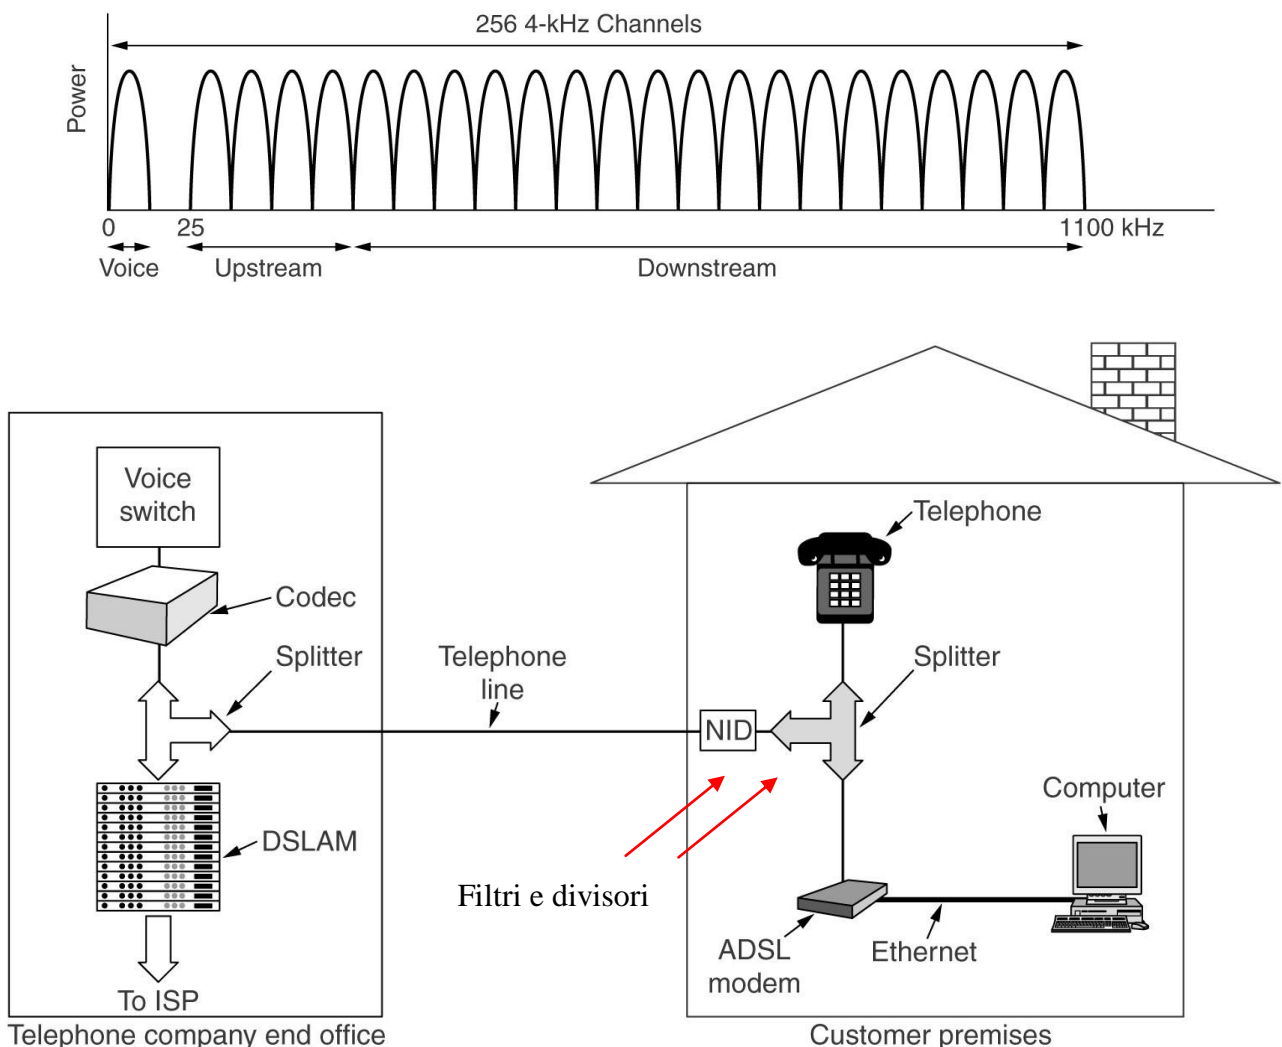 256 4-kHz Channels
Power
0
25
1100 kHz
Voice
Upstream
Downstream
Voice
switch
Codec
Splitter
Telephone
line
DSLAM
To ISP
Telephone company end office
Telephone
Splitter
NID
Computer
Filtri e divisori
ADSL
modem
Ethernet
Customer premises